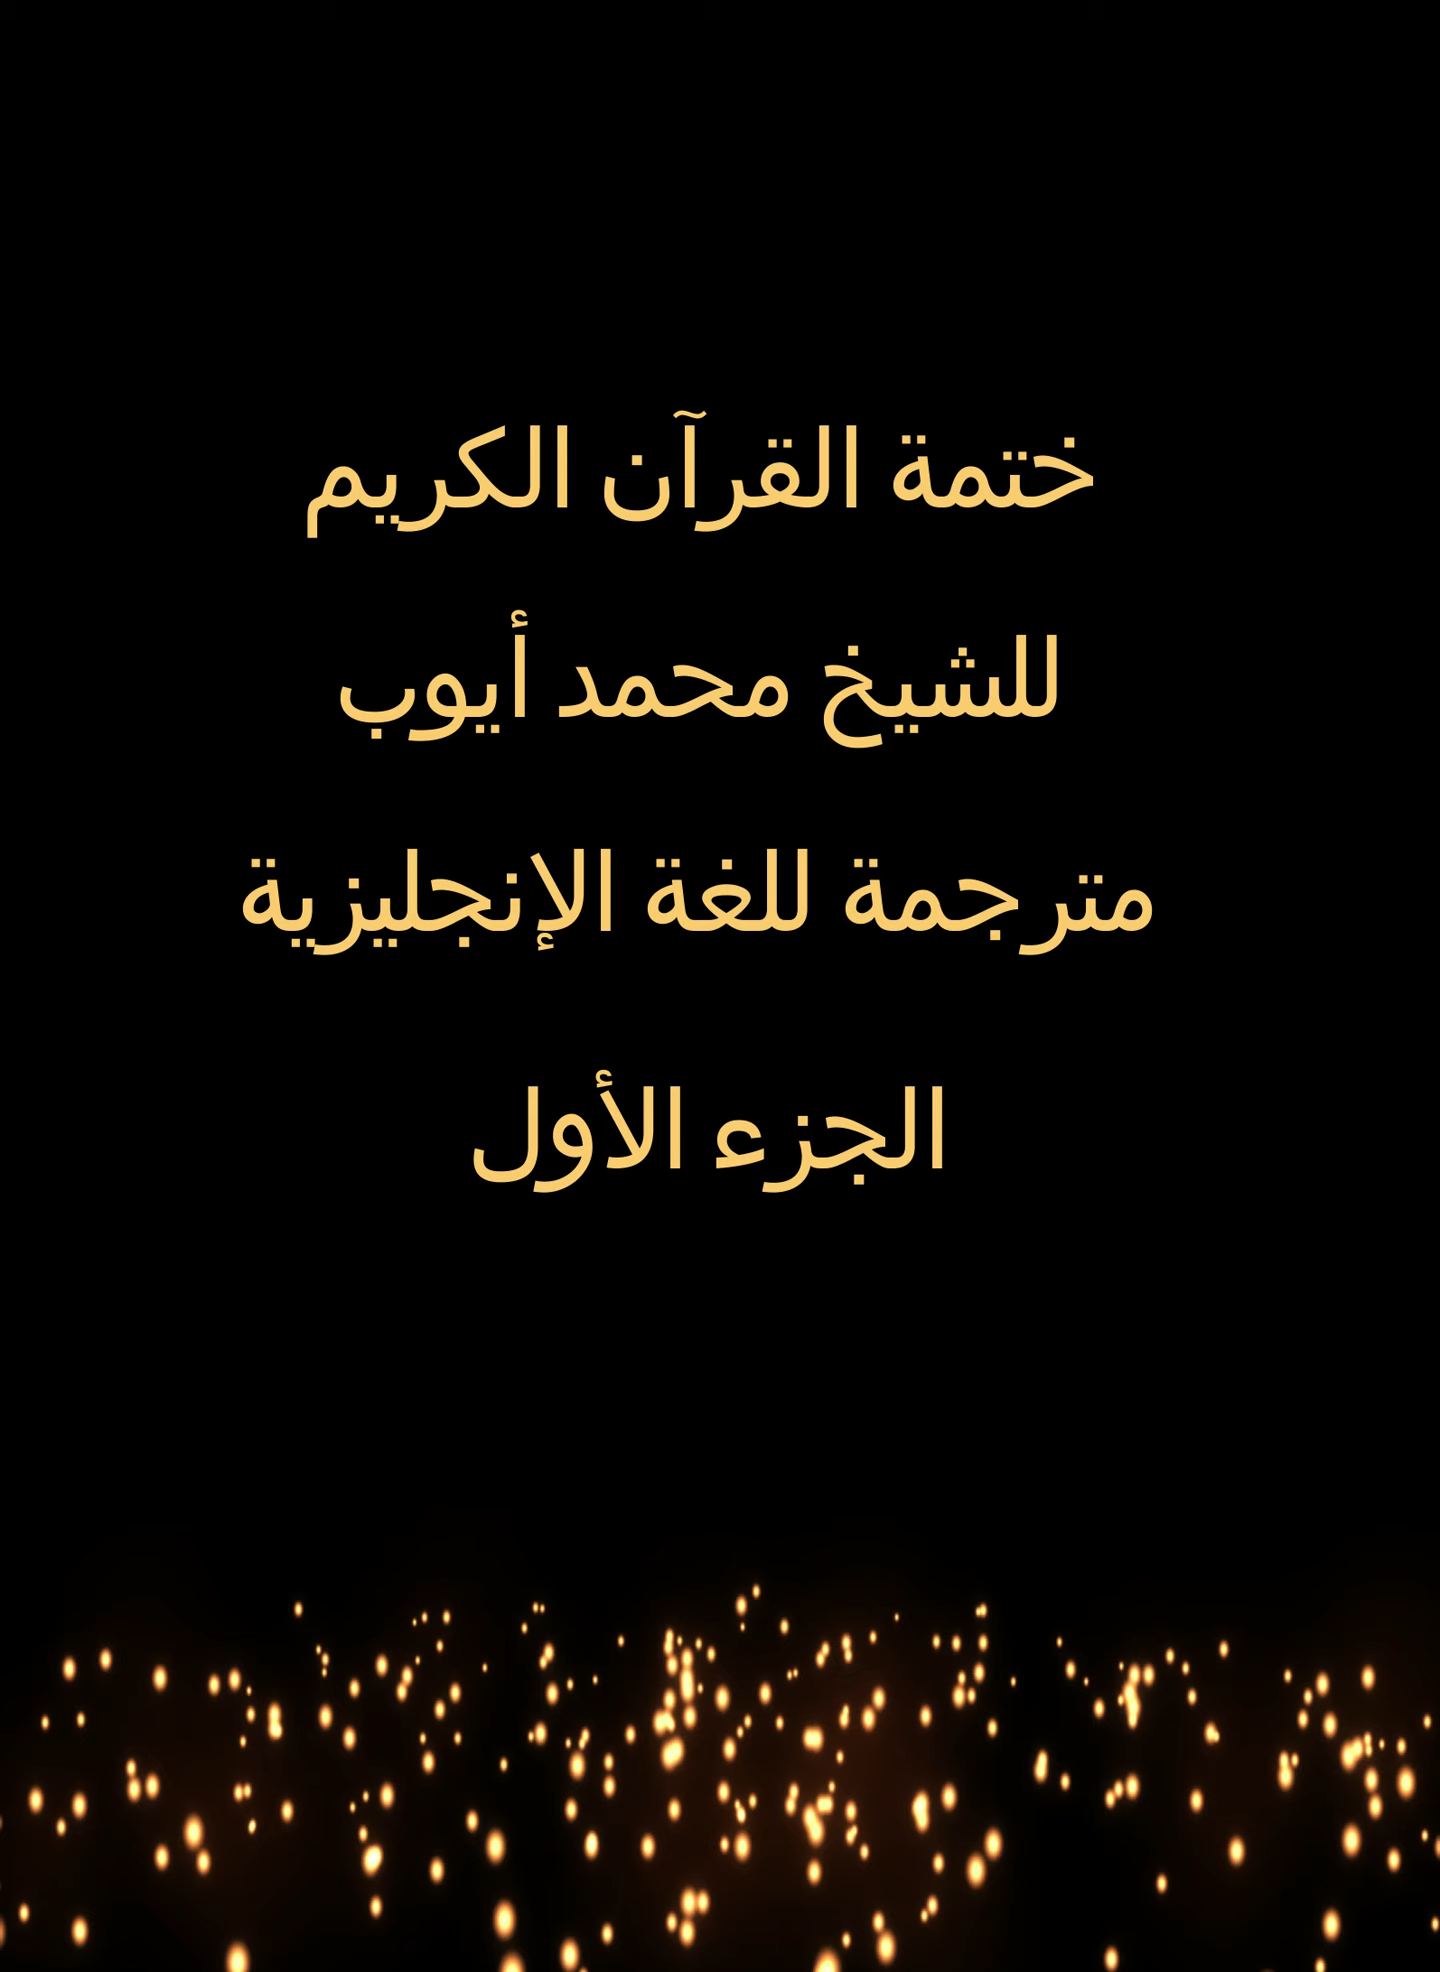 ختمة القرآن الكريم
للشيخ محمد أيوب
مترجمة للغة الإنجليزية
الجزء الأول